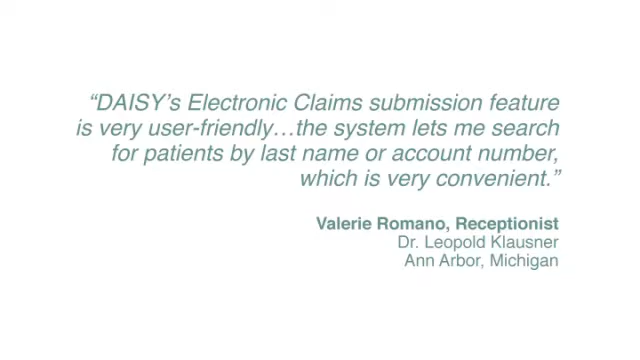 “DAISY’s Electronic Claims submission feature
is very user-friendly…the system lets me search
for patients by last name or account number,
which is very convenient.”
Valerie Romano, Receptionist
Dr. Leopold Klausner
Ann Arbor, Michigan